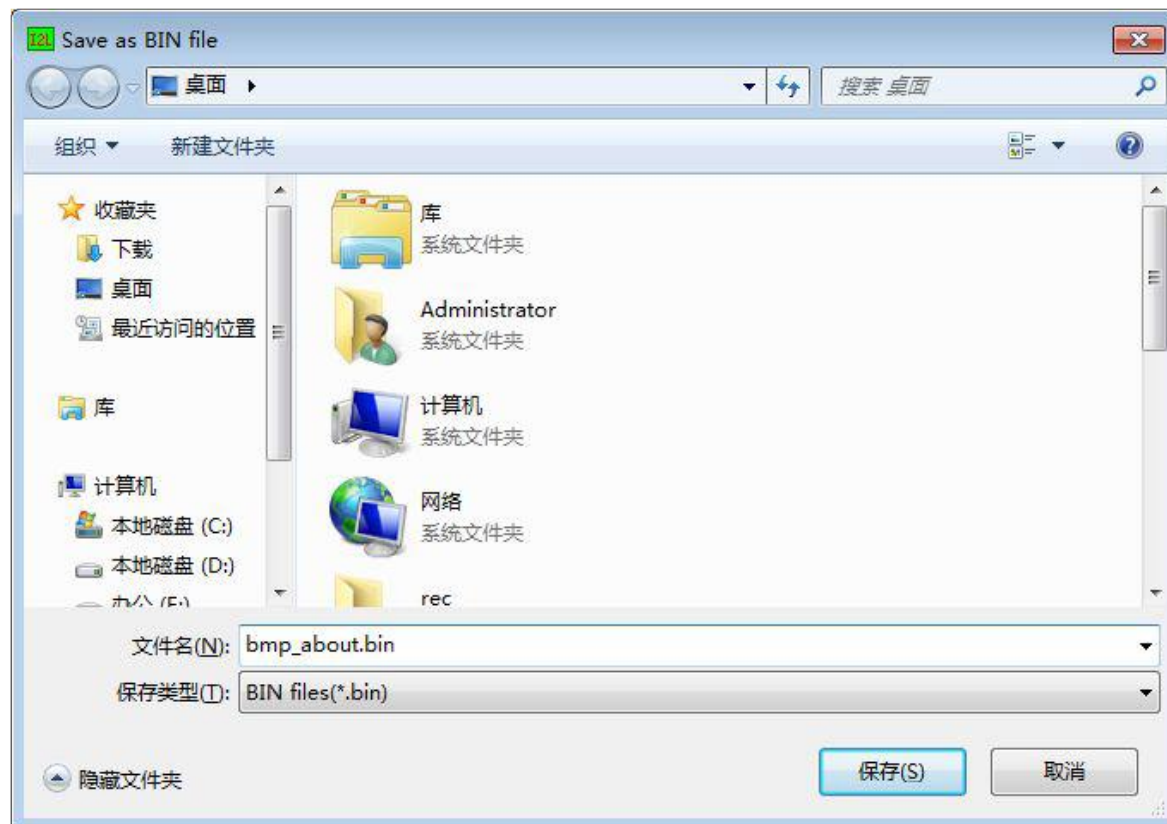 I2L Save as BIN file
桌面
搜索 桌面
组织
新建文件夹
收藏夹
下载
桌面
最近访问的位置
库
计算机
本地磁盘 (C:)
本地磁盘 (D:)
办公 (E:)
库
系统文件夹
Administrator
系统文件夹
计算机
系统文件夹
网络
系统文件夹
rec
文件名(N): bmp_about.bin
保存类型(T): BIN files(*.bin)
隐藏文件夹
保存(S)
取消